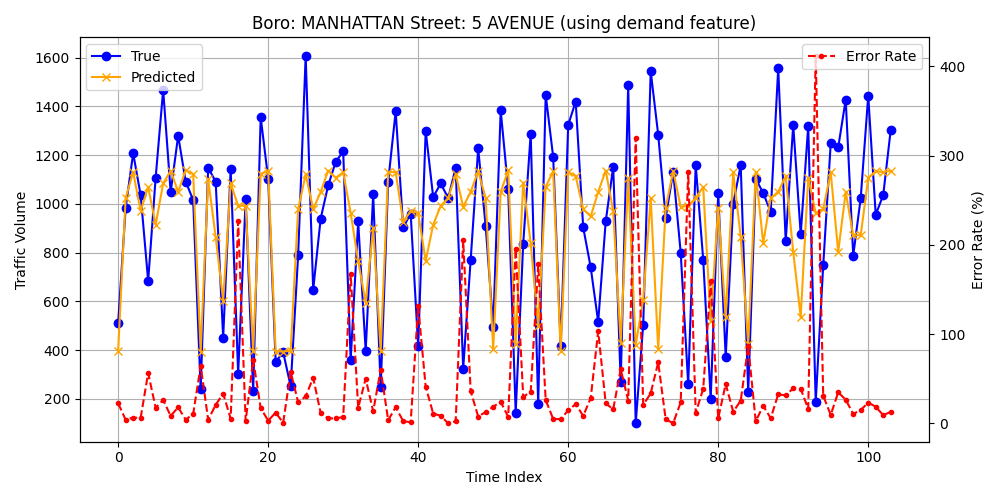 Boro: MANHATTAN Street: 5 AVENUE (using demand feature)
True
Predicted
Error Rate
1600
1400
1200
1000
800
600
400
200
Traffic Volume
400
300
200
100
0
Error Rate (%)
0
20
40
60
80
100
Time Index